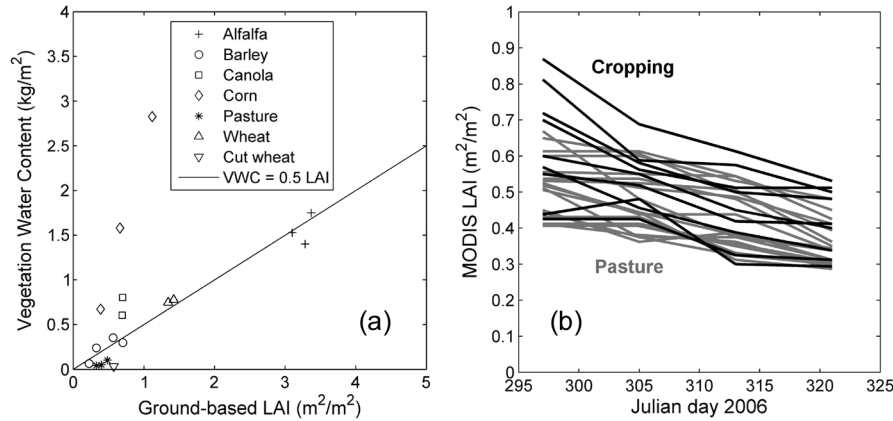 4
3.5
3
2.5
2
1.5
1
0.5
0
Vegetation Water Content (kg/m²)
Alfalfa
Barley
Canola
Corn
Pasture
Wheat
Cut wheat
VWC = 0.5 LAI
(a)
0 1 2 3 4 5
Ground-based LAI (m²/m²)
1
0.9
0.8
0.7
0.6
0.5
0.4
0.3
0.2
0.1
0
MODIS LAI (m²/m²)
Cropping
Pasture
(b)
295 300 305 310 315 320 325
Julian day 2006